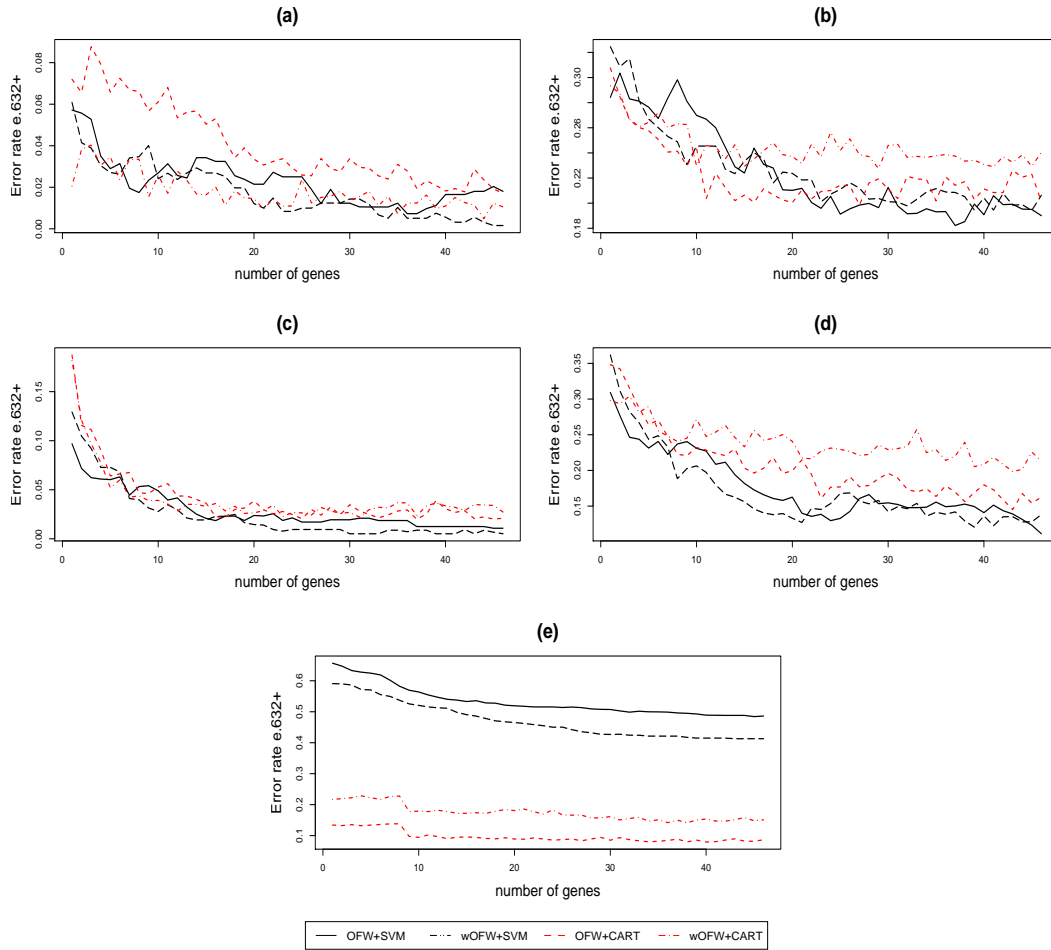 (a)
Error rate e.632+
0.00 0.02 0.04 0.06 0.08
0 10 20 30 40
number of genes
(b)
Error rate e.632+
0.18 0.22 0.26 0.30
0 10 20 30 40
number of genes
(c)
Error rate e.632+
0.00 0.05 0.10 0.15
0 10 20 30 40
number of genes
(d)
Error rate e.632+
0.15 0.20 0.25 0.30 0.35
0 10 20 30 40
number of genes
(e)
Error rate e.632+
0.1 0.2 0.3 0.4 0.5 0.6
0 10 20 30 40
number of genes
OFW+SVM wOFW+SVM OFW+CART wOFW+CART